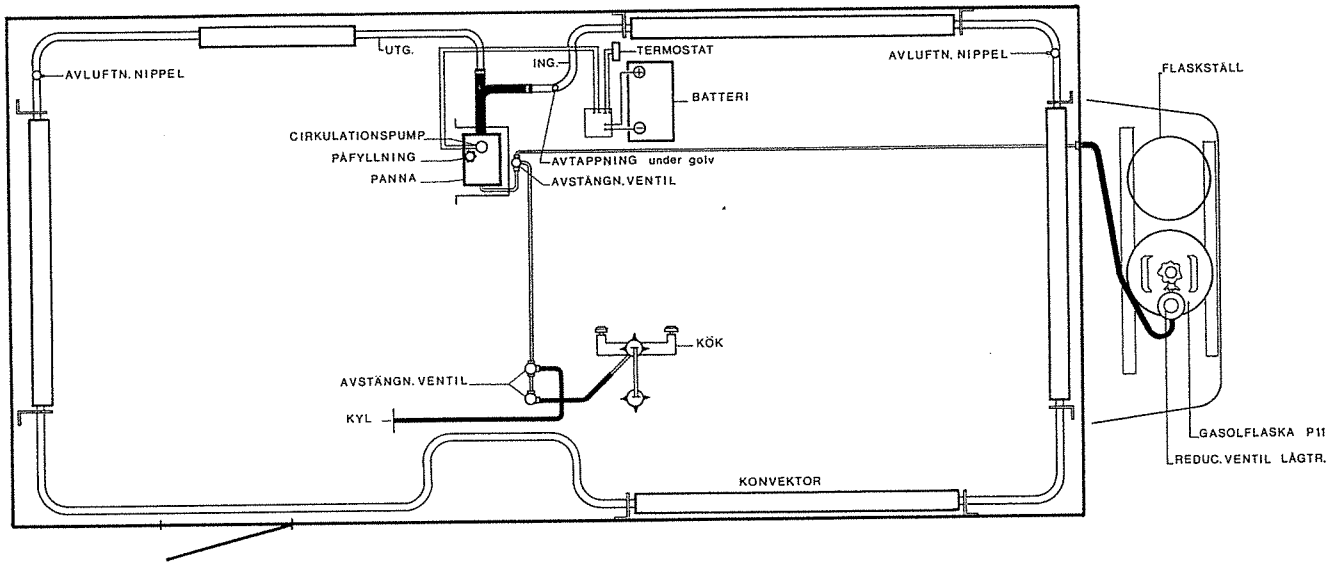 UTG.
ING.
TERMOSTAT
AVLUFTN. NIPPEL
AVLUFTN. NIPPEL
FLASKSTÄLL
BATTERI
CIRKULATIONSPUMP
PÅFYLLNING
PANNA
AVTAPPNING under golv
AVSTÄNGN. VENTIL
KÖK
AVSTÄNGN. VENTIL
KYL
GASOLFLASKA P11
REDUC. VENTIL LÅGTR.
KONVEKTOR